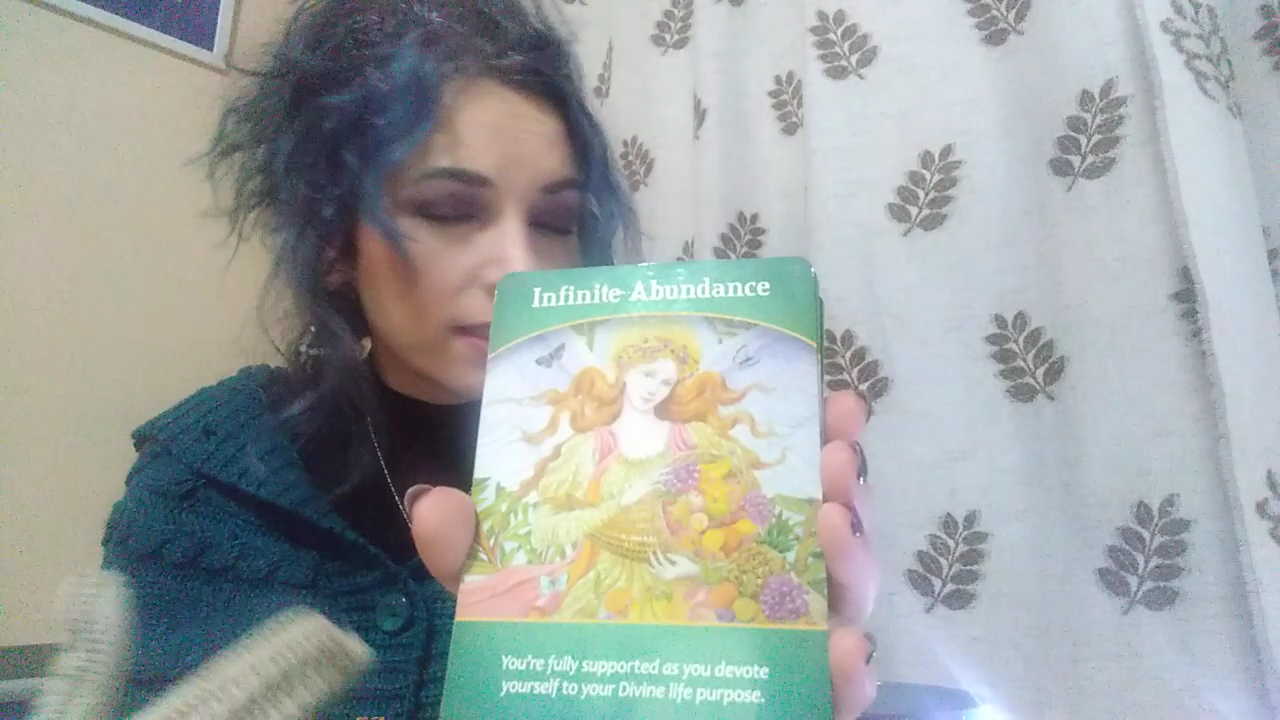 Infinite Abundance
You're fully supported as you devote
yourself to your Divine life purpose.